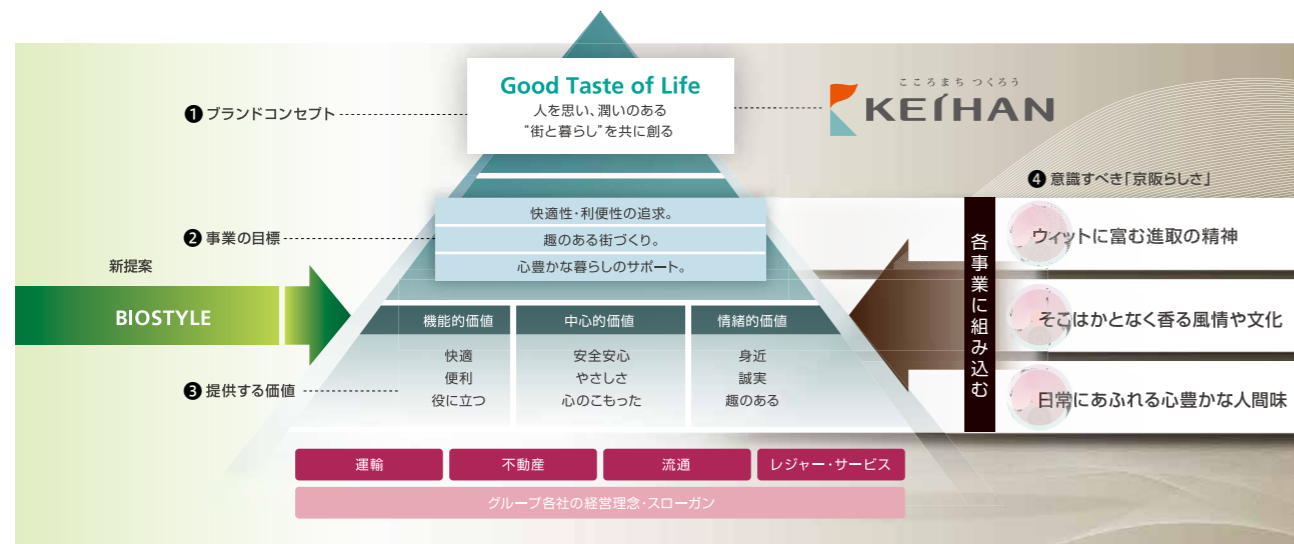 Good Taste of Life
人を思い、潤いのある
“街と暮らし”を共に創る
❶ ブランドコンセプト
こころまち つくろう
KEIHAN
❹ 意識すべき「京阪らしさ」
❷ 事業の目標
快適性・利便性の追求。
趣のある街づくり。
心豊かな暮らしのサポート。
各事業に組み込む
ウィットに富む進取の精神
そこはかとなく香る風情や文化
日常にあふれる心豊かな人間味
新提案
BIOSTYLE
❸ 提供する価値
機能的価値
快適
便利
役に立つ
中心的価値
安全安心
やさしさ
心のこもった
情緒的価値
身近
誠実
趣のある
運輸
不動産
流通
レジャー・サービス
グループ各社の経営理念・スローガン